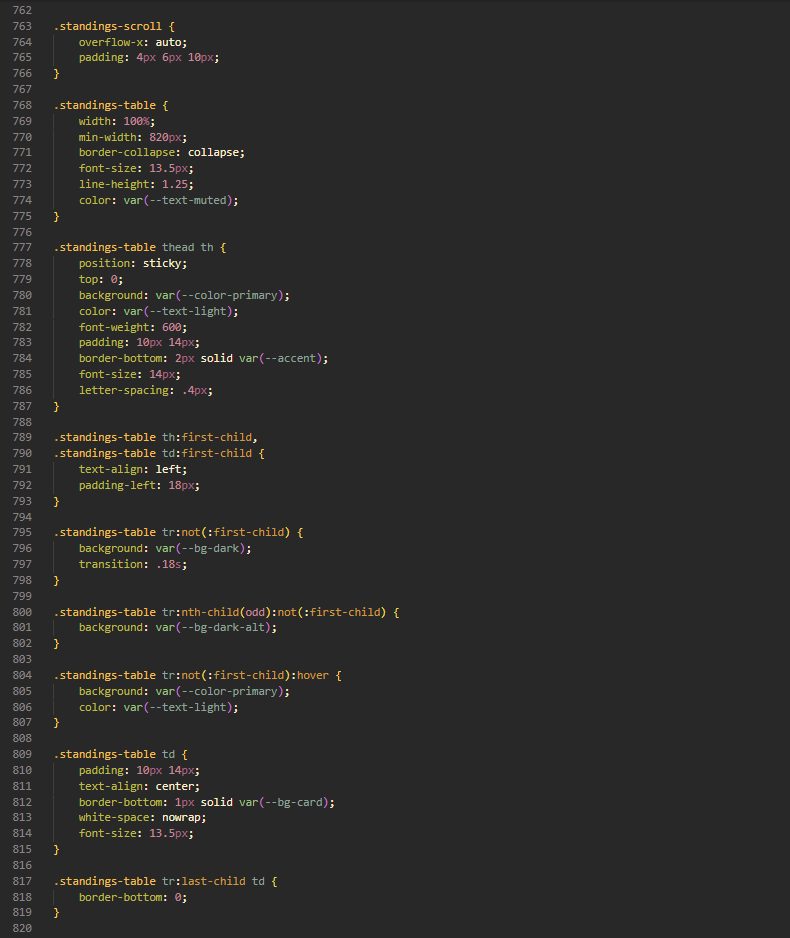 762
763 .standings-scroll {
764     overflow-x: auto;
765     padding: 4px 6px 10px;
766 }
767
768 .standings-table {
769     width: 100%;
770     min-width: 820px;
771     border-collapse: collapse;
772     font-size: 13.5px;
773     line-height: 1.25;
774     color: var(--text-muted);
775 }
776
777 .standings-table thead th {
778     position: sticky;
779     top: 0;
780     background: var(--color-primary);
781     color: var(--text-light);
782     font-weight: 600;
783     padding: 10px 14px;
784     border-bottom: 2px solid var(--accent);
785     font-size: 14px;
786     letter-spacing: .4px;
787 }
788
789 .standings-table th:first-child,
790 .standings-table td:first-child {
791     text-align: left;
792     padding-left: 18px;
793 }
794
795 .standings-table tr:not(:first-child) {
796     background: var(--bg-dark);
797     transition: .18s;
798 }
799
800 .standings-table tr:nth-child(odd):not(:first-child) {
801     background: var(--bg-dark-alt);
802 }
803
804 .standings-table tr:not(:first-child):hover {
805     background: var(--color-primary);
806     color: var(--text-light);
807 }
808
809 .standings-table td {
810     padding: 10px 14px;
811     text-align: center;
812     border-bottom: 1px solid var(--bg-card);
813     white-space: nowrap;
814     font-size: 13.5px;
815 }
816
817 .standings-table tr:last-child td {
818     border-bottom: 0;
819 }
820